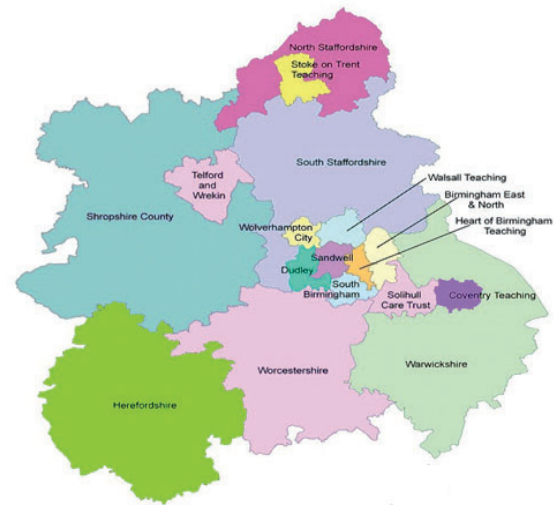 North Staffordshire
Stoke on Trent
Teaching
South Staffordshire
Walsall Teaching
Telford
and
Wrekin
Birmingham East
& North
Shropshire County
Heart of Birmingham
Teaching
Wolverhampton
City
Sandwell
Dudley
South
Birmingham
Solihull
Care Trust
Coventry Teaching
Warwickshire
Worcestershire
Herefordshire